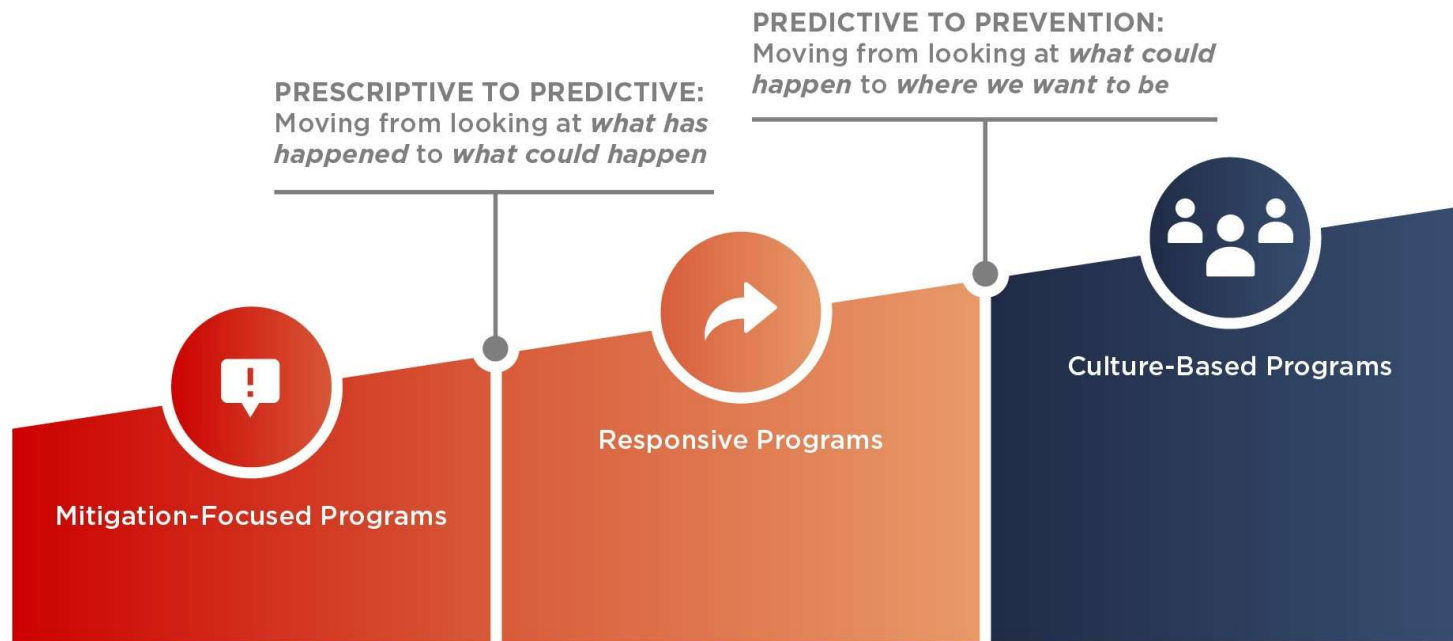 PREDICTIVE TO PREVENTION:
Moving from looking at what could
happen to where we want to be
PRESCRIPTIVE TO PREDICTIVE:
Moving from looking at what has
happened to what could happen
!
Culture-Based Programs
Responsive Programs
Mitigation-Focused Programs